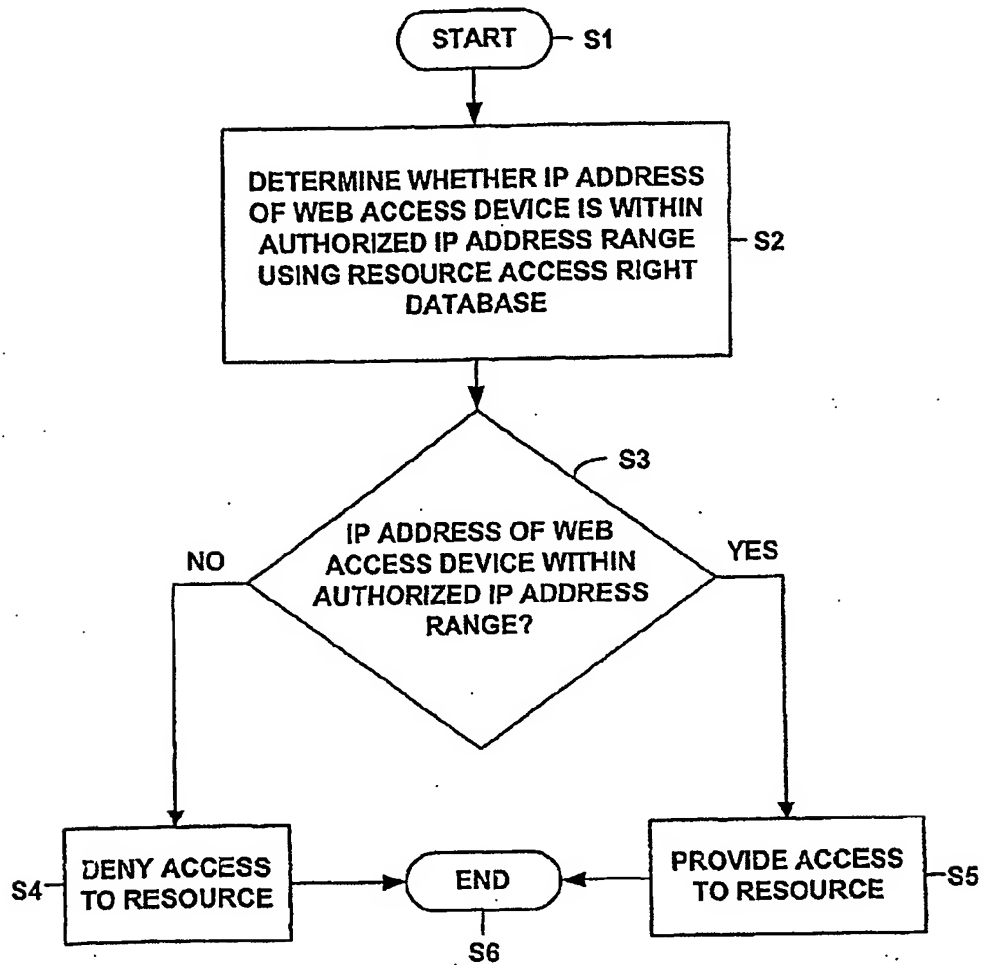 START
S1
DETERMINE WHETHER IP ADDRESS
OF WEB ACCESS DEVICE IS WITHIN
AUTHORIZED IP ADDRESS RANGE
USING RESOURCE ACCESS RIGHT
DATABASE
S2
S3
IP ADDRESS OF WEB
ACCESS DEVICE WITHIN
AUTHORIZED IP ADDRESS
RANGE?
NO
YES
S4
DENY ACCESS
TO RESOURCE
END
S6
PROVIDE ACCESS
TO RESOURCE
S5